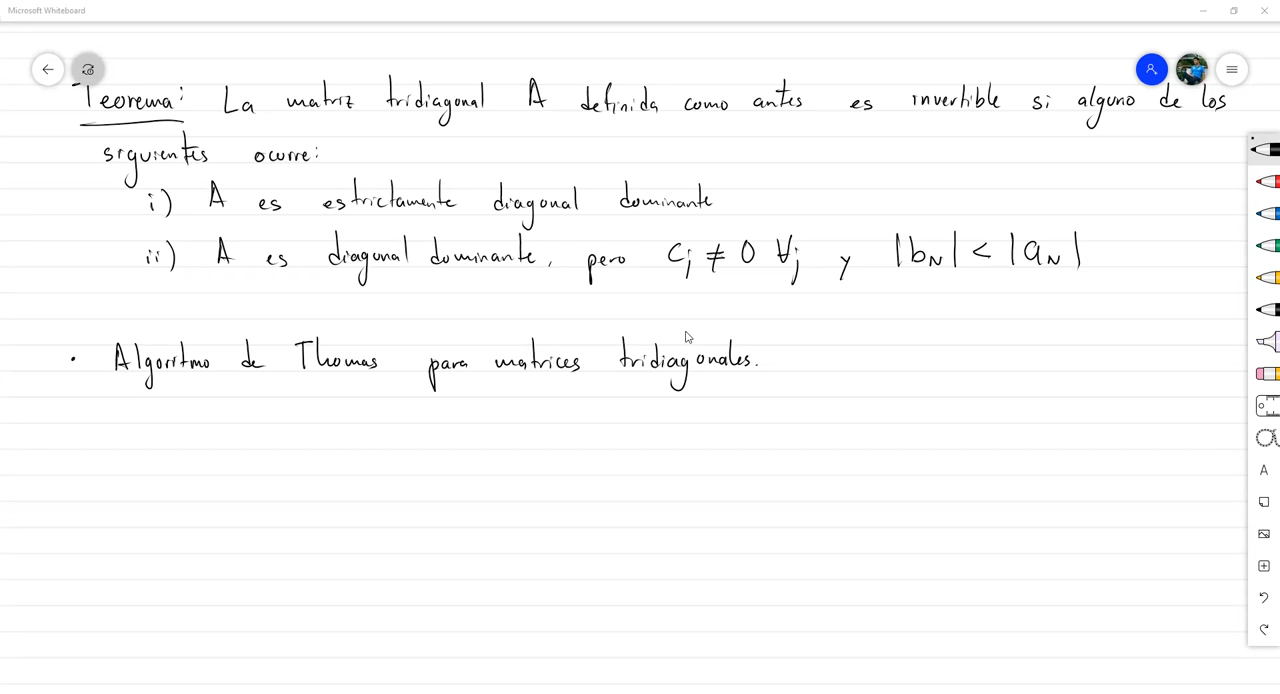 Microsoft Whiteboard
Teorema: La matriz tridiagonal A definida como antes es invertible si alguno de los
siguientes ocurre:
i) A es estrictamente diagonal dominante
ii) A es diagonal dominante, pero Cj ≠ 0 ∀j y |bN| < |aN|
· Algoritmo de Thomas para matrices tridiagonales.
A